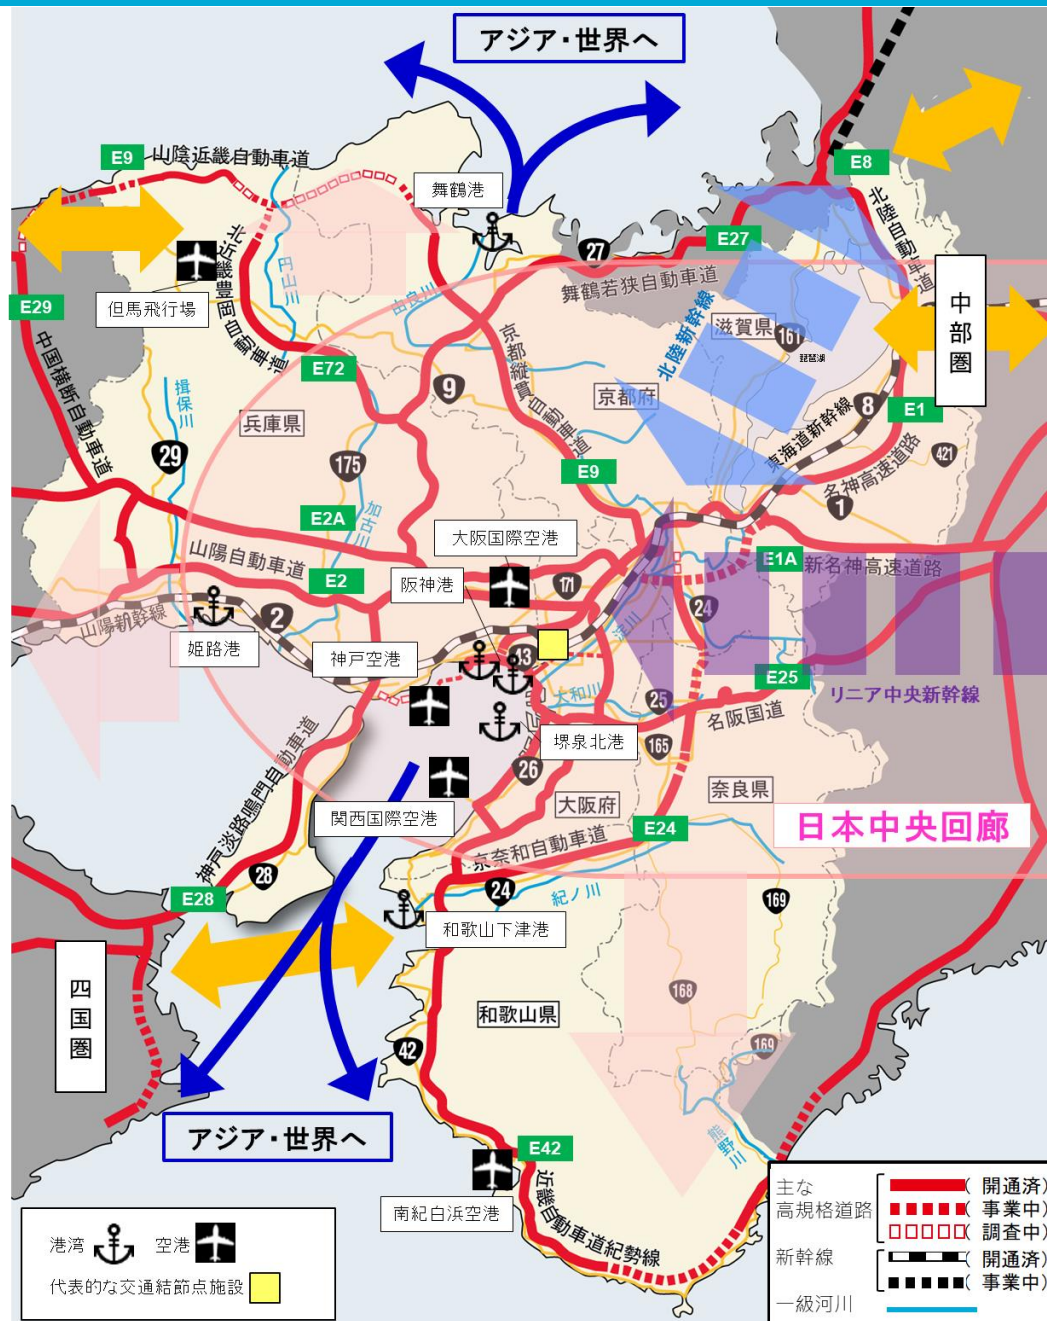 アジア・世界へ
E9
山陰近畿自動車道
舞鶴港
E8
北陸自動車道
27
E27
舞鶴若狭自動車道
但馬飛行場
北近畿豊岡自動車道
円山川
由良川
E29
中国横断自動車道
E72
京都縦貫自動車道
北陸新幹線
滋賀県
161
琵琶湖
中部圏
揖保川
兵庫県
9
京都府
8
E1
東海道新幹線
29
175
E9
421
名神高速道路
1
E2A
加古川
大阪国際空港
山陽自動車道
E2
阪神港
171
E1A
新名神高速道路
山陽新幹線
姫路港
2
神戸空港
43
淀川
24
E25
リニア中央新幹線
大和川
25
名阪国道
堺泉北港
165
神戸淡路鳴門自動車道
関西国際空港
26
大阪府
奈良県
日本中央回廊
E24
京奈和自動車道
28
E28
24
紀ノ川
169
和歌山下津港
四国圏
168
和歌山県
42
169
アジア・世界へ
熊野川
E42
南紀白浜空港
近畿自動車道紀勢線
港湾 空港
代表的な交通結節点施設
主な高規格道路
(開通済)
(事業中)
(調査中)
新幹線
(開通済)
(事業中)
一級河川